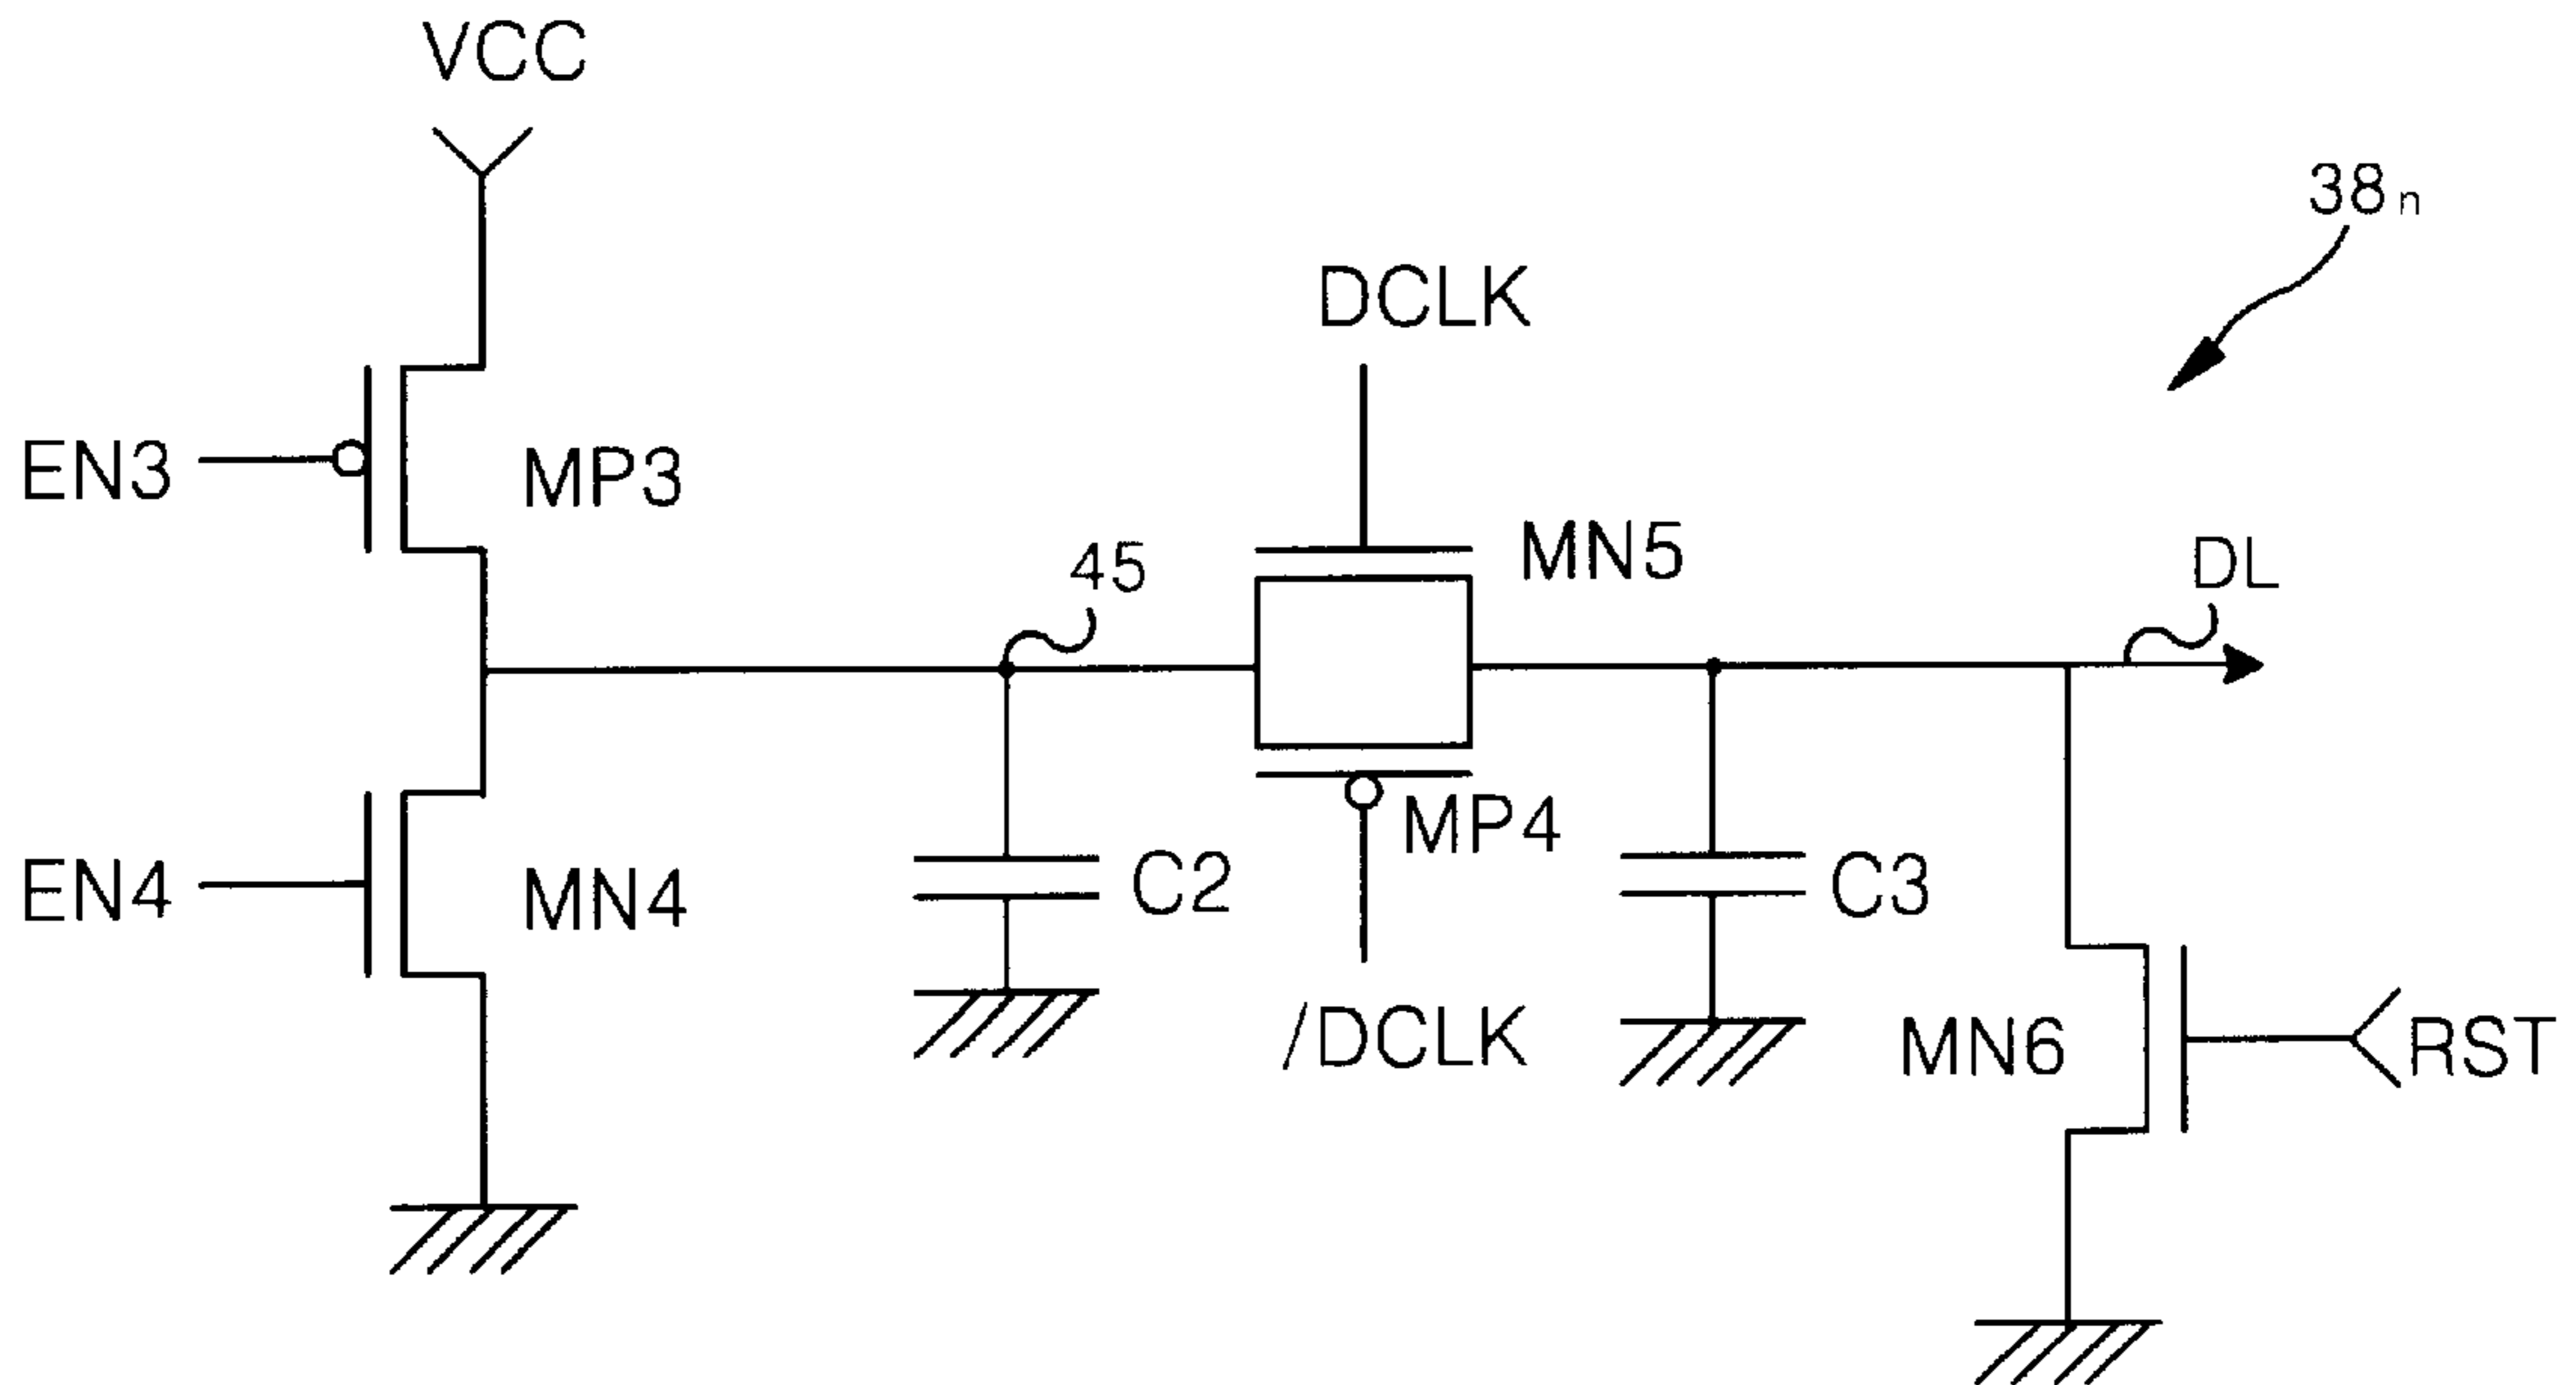 VCC
38n
DCLK
EN3
MP3
MN5
45
DL
MP4
EN4
MN4
C2
C3
/DCLK
MN6
RST